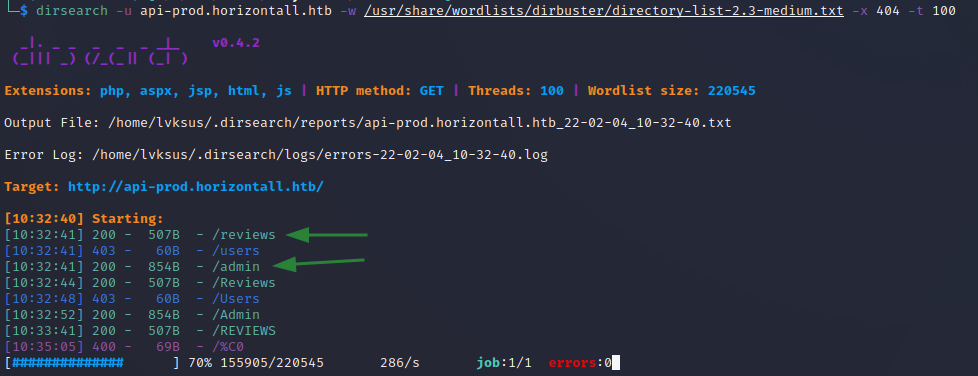 └─$ dirsearch -u api-prod.horizontall.htb -w /usr/share/wordlists/dirbuster/directory-list-2.3-medium.txt -x 404 -t 100
_|. _ _  _  _  _ _|_    v0.4.2
(_||| _) (/_(_|| (_| )
Extensions: php, aspx, jsp, html, js | HTTP method: GET | Threads: 100 | Wordlist size: 220545
Output File: /home/lvksus/.dirsearch/reports/api-prod.horizontall.htb_22-02-04_10-32-40.txt
Error Log: /home/lvksus/.dirsearch/logs/errors-22-02-04_10-32-40.log
Target: http://api-prod.horizontall.htb/
[10:32:40] Starting:
[10:32:41] 200 -  507B  - /reviews
[10:32:41] 403 -   60B  - /users
[10:32:41] 200 -  854B  - /admin
[10:32:44] 200 -  507B  - /Reviews
[10:32:48] 403 -   60B  - /Users
[10:32:52] 200 -  854B  - /Admin
[10:33:41] 200 -  507B  - /REVIEWS
[10:35:05] 400 -   69B  - /%C0
[##############      ] 70% 155905/220545       286/s       job:1/1  errors:0